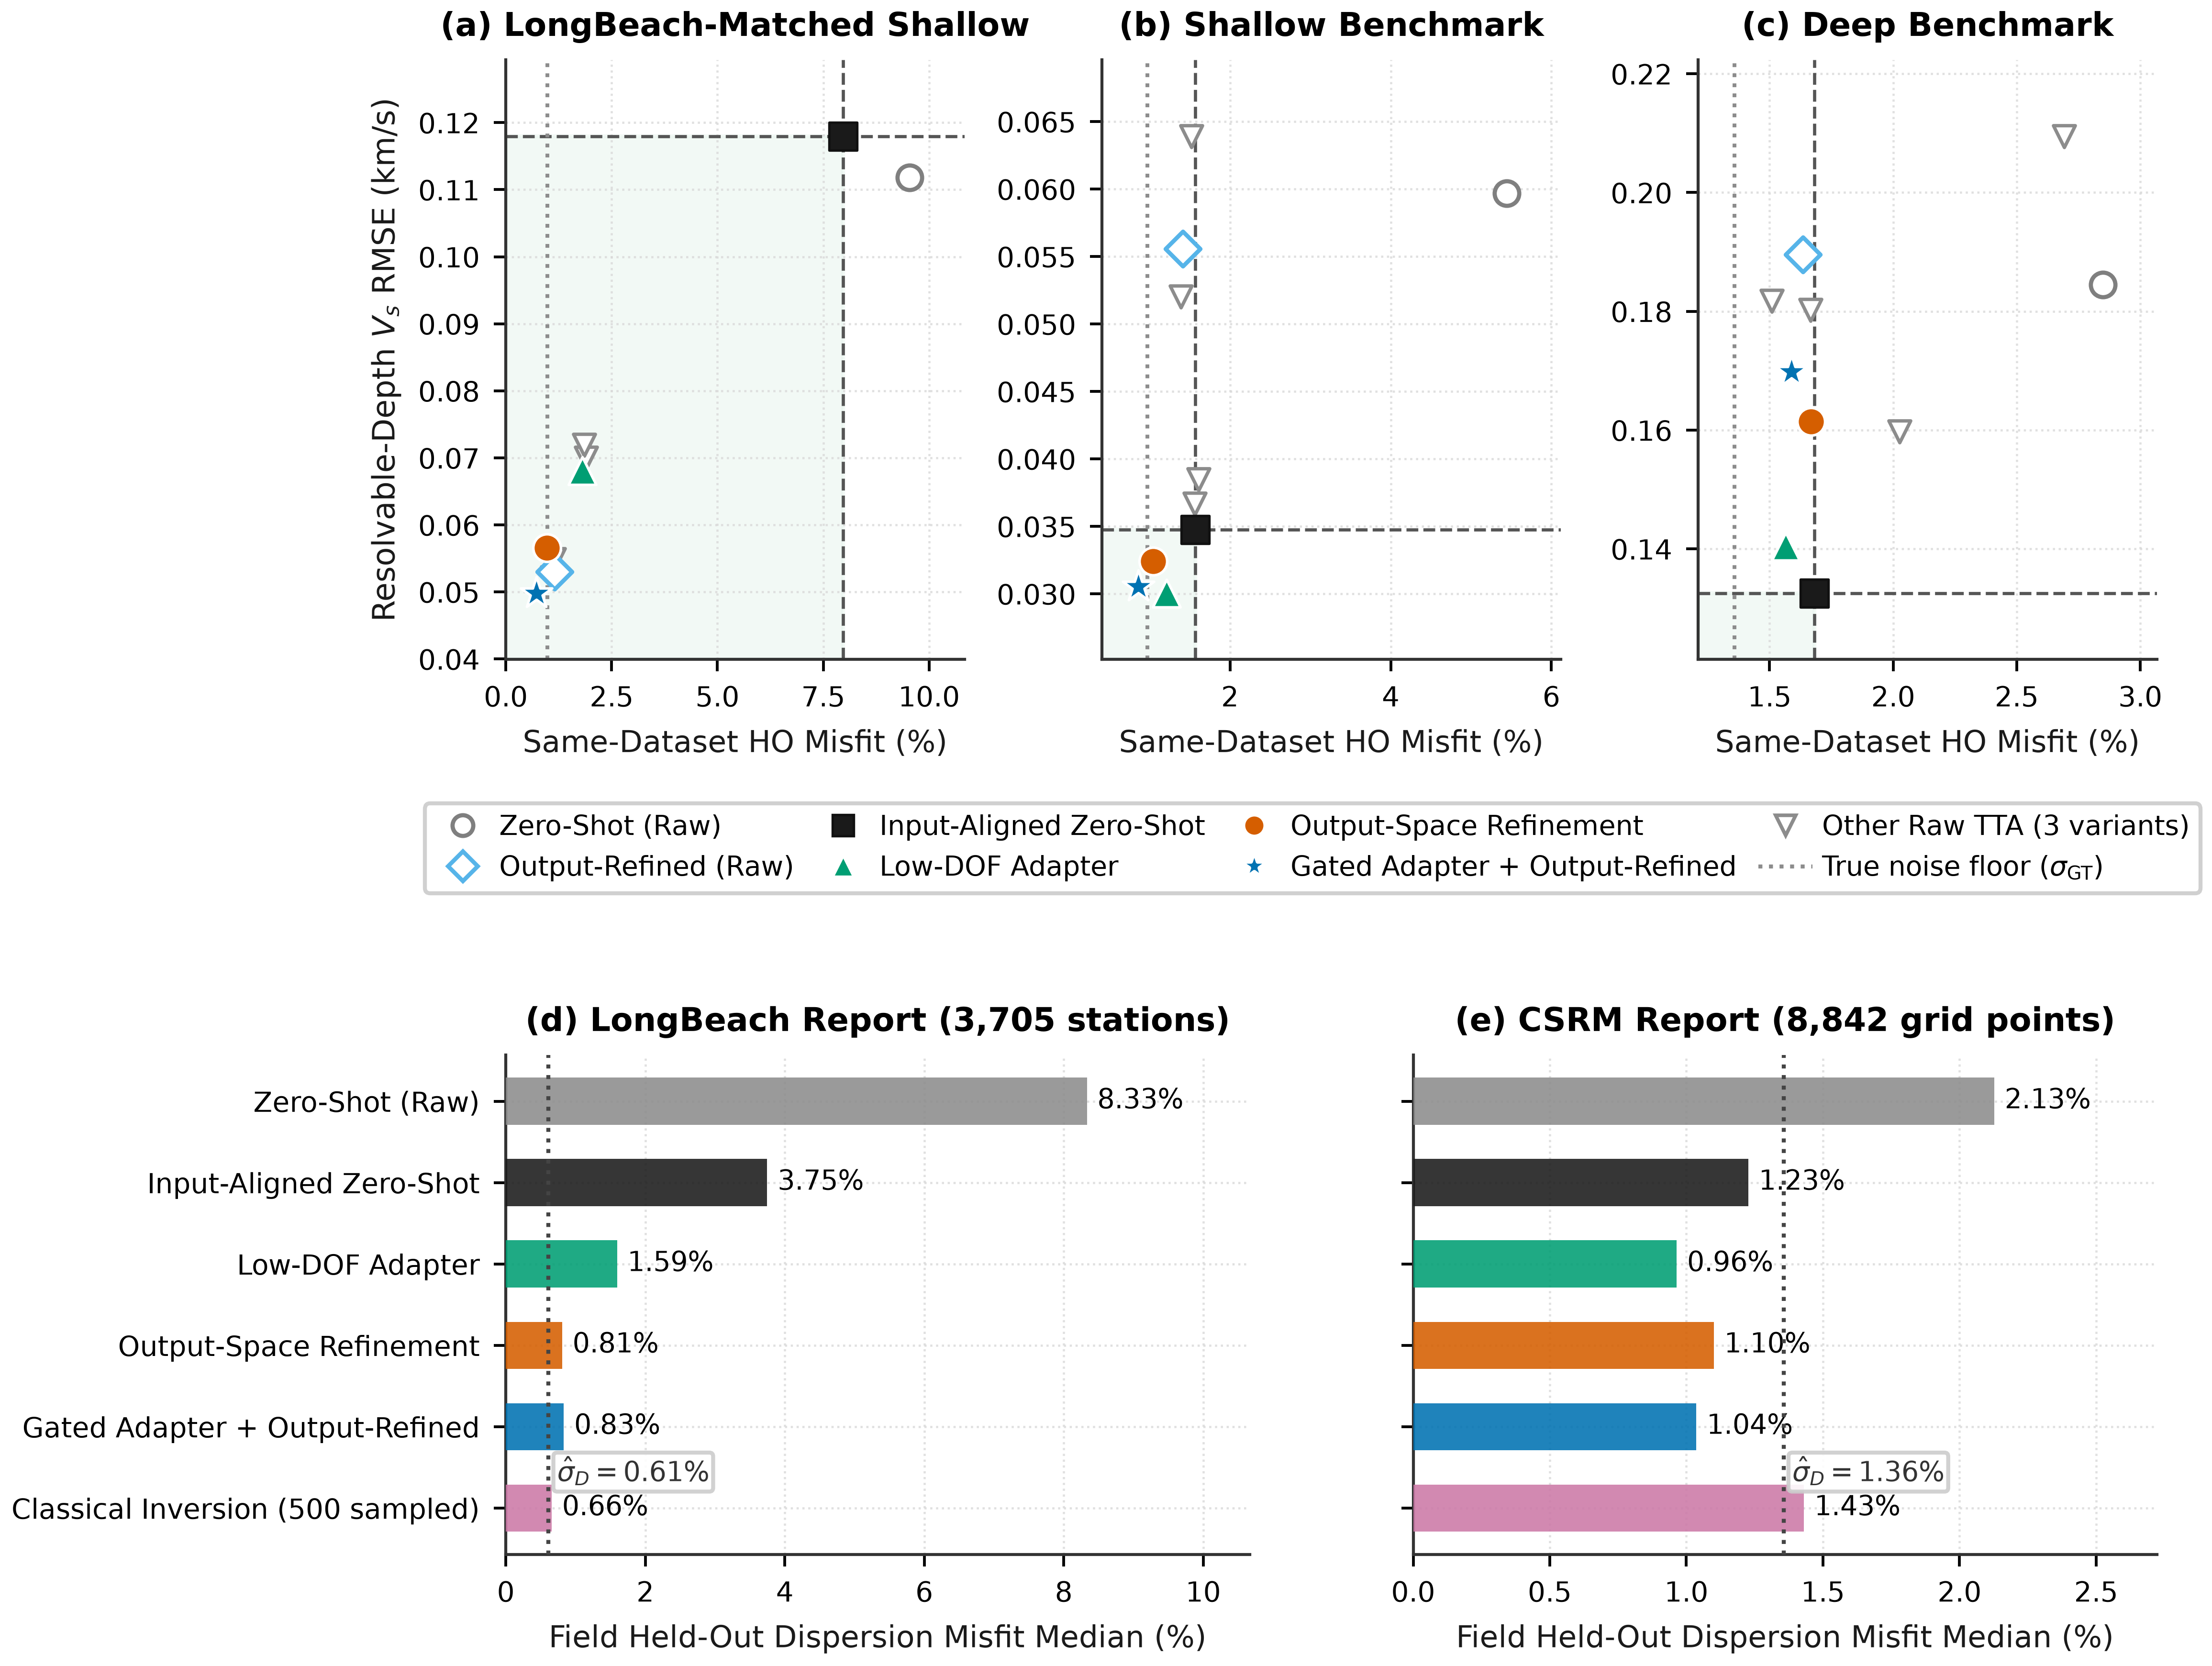 (a) LongBeach-Matched Shallow
(b) Shallow Benchmark
(c) Deep Benchmark
Resolvable-Depth Vs RMSE (km/s)
0.12
0.11
0.10
0.09
0.08
0.07
0.06
0.05
0.04
0.0 2.5 5.0 7.5 10.0
Same-Dataset HO Misfit (%)
0.065
0.060
0.055
0.050
0.045
0.040
0.035
0.030
2 4 6
Same-Dataset HO Misfit (%)
0.22
0.20
0.18
0.16
0.14
1.5 2.0 2.5 3.0
Same-Dataset HO Misfit (%)
Zero-Shot (Raw)
Output-Refined (Raw)
Input-Aligned Zero-Shot
Low-DOF Adapter
Output-Space Refinement
Gated Adapter + Output-Refined
Other Raw TTA (3 variants)
True noise floor (σGT)
(d) LongBeach Report (3,705 stations)
Zero-Shot (Raw) 8.33%
Input-Aligned Zero-Shot 3.75%
Low-DOF Adapter 1.59%
Output-Space Refinement 0.81%
Gated Adapter + Output-Refined 0.83%
σ̂D = 0.61%
Classical Inversion (500 sampled) 0.66%
0 2 4 6 8 10
Field Held-Out Dispersion Misfit Median (%)
(e) CSRM Report (8,842 grid points)
2.13%
1.23%
0.96%
1.10%
1.04%
σ̂D = 1.36%
1.43%
0.0 0.5 1.0 1.5 2.0 2.5
Field Held-Out Dispersion Misfit Median (%)